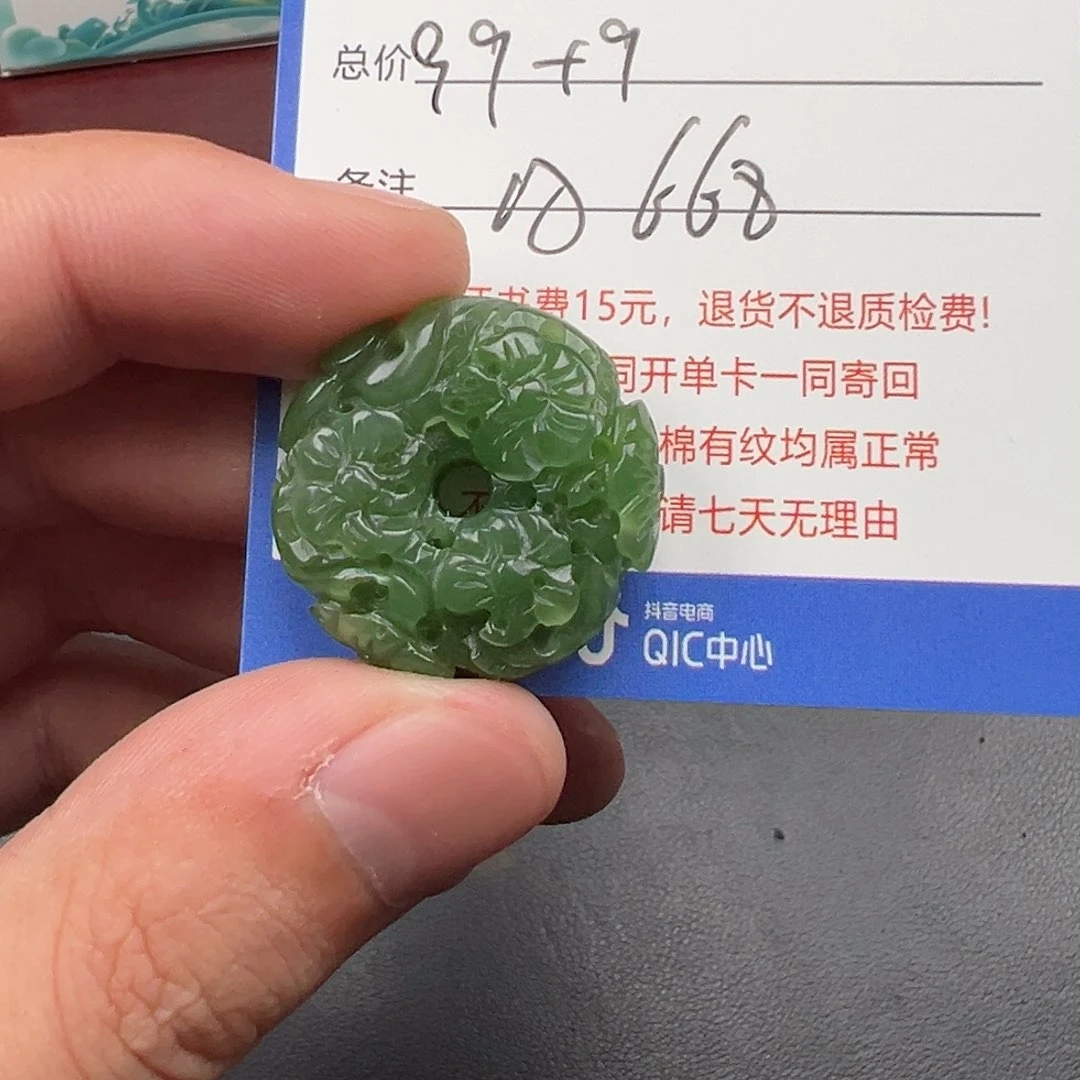 总价 99+9
备注 668
证书费15元，退货不退质检费!
同开单卡一同寄回
棉有纹均属正常
请七天无理由
抖音电商
QIC中心